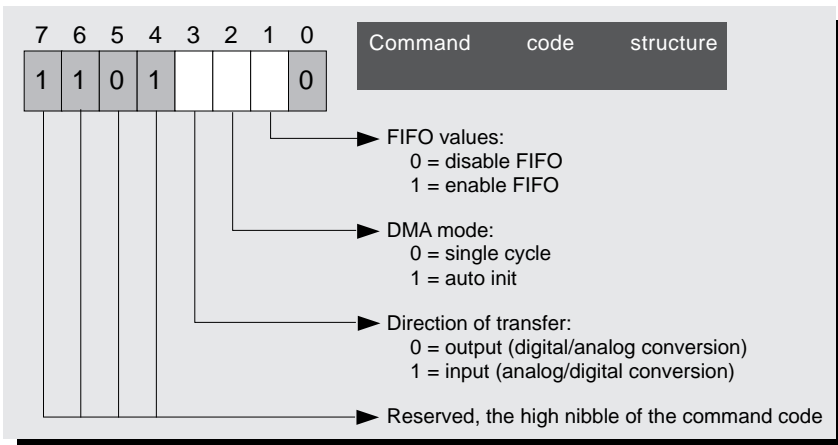 7 6 5 4 3 2 1 0
Command code structure
1 1 0 1 0
FIFO values:
0 = disable FIFO
1 = enable FIFO
DMA mode:
0 = single cycle
1 = auto init
Direction of transfer:
0 = output (digital/analog conversion)
1 = input (analog/digital conversion)
Reserved, the high nibble of the command code